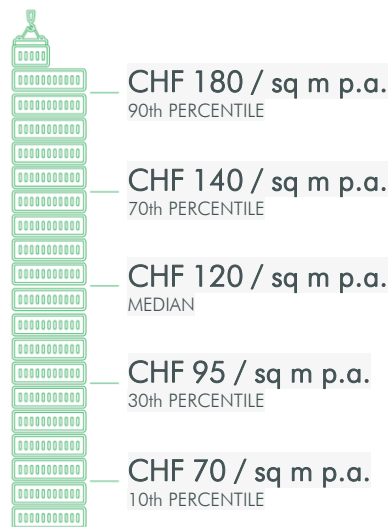 CHF 180 / sq m p.a.
90th PERCENTILE
CHF 140 / sq m p.a.
70th PERCENTILE
CHF 120 / sq m p.a.
MEDIAN
CHF 95 / sq m p.a.
30th PERCENTILE
CHF 70 / sq m p.a.
10th PERCENTILE